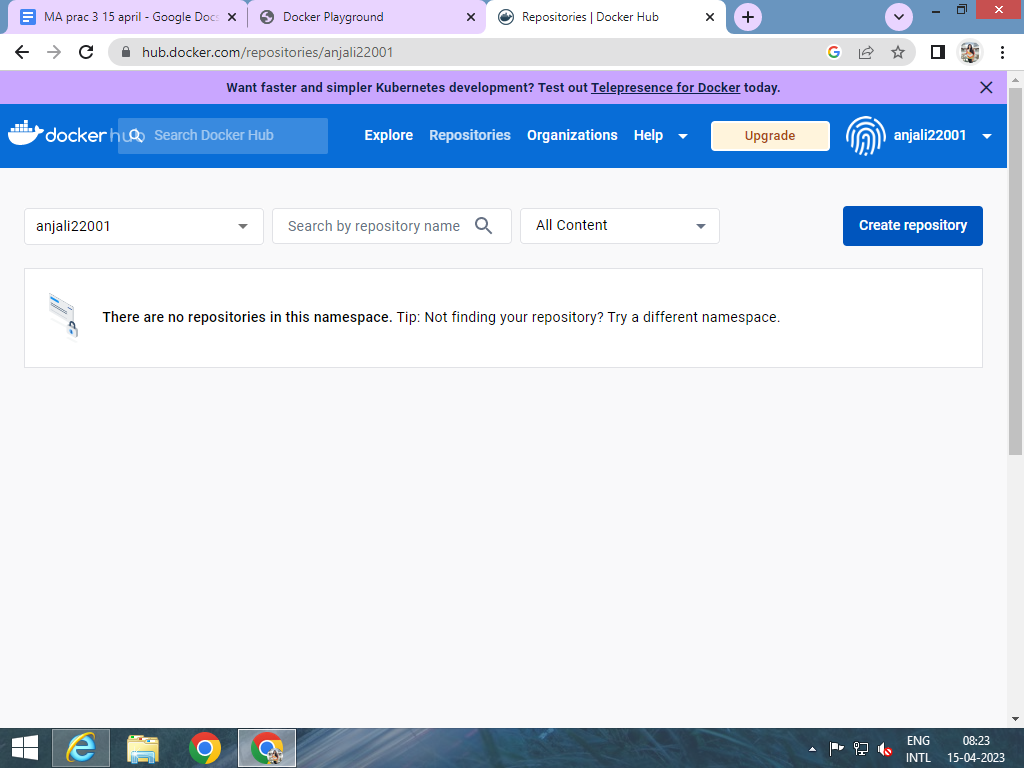 MA prac 3 15 april - Google Docs
Docker Playground
Repositories | Docker Hub
hub.docker.com/repositories/anjali22001
Want faster and simpler Kubernetes development? Test out Telepresence for Docker today.
docker hub
Search Docker Hub
Explore
Repositories
Organizations
Help
Upgrade
anjali22001
anjali22001
Search by repository name
All Content
Create repository
There are no repositories in this namespace. Tip: Not finding your repository? Try a different namespace.
ENG
INTL
08:23
15-04-2023